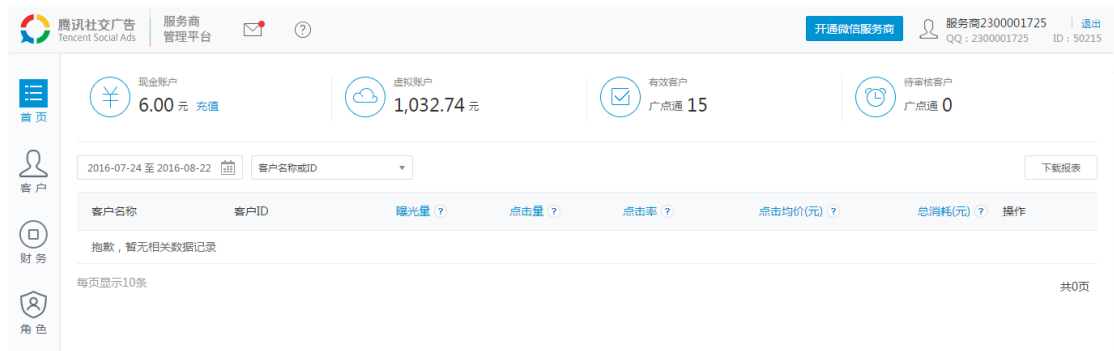 腾讯社交广告
Tencent Social Ads
服务商
管理平台
开通微信服务商
服务商2300001725
退出
QQ：2300001725
ID：50215
首页
客户
财务
角色
现金账户
6.00 元 充值
虚拟账户
1,032.74 元
有效客户
广点通 15
待审核客户
广点通 0
2016-07-24 至 2016-08-22
客户名称或ID
下载报表
客户名称 客户ID 曝光量 ? 点击量 ? 点击率 ? 点击均价(元) ? 总消耗(元) ? 操作
抱歉，暂无相关数据记录
每页显示10条
共0页